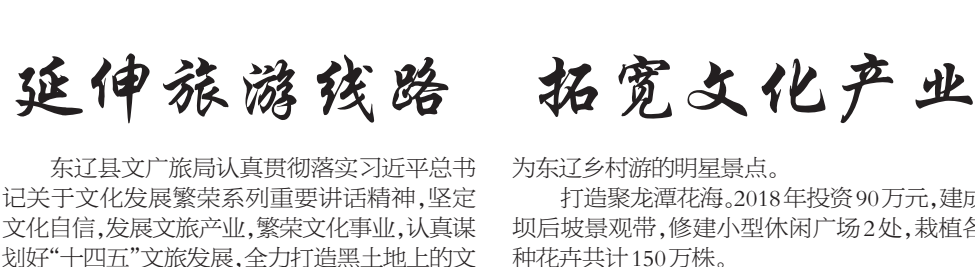 延伸旅游线路 拓宽文化产业
东辽县文广旅局认真贯彻落实习近平总书
记关于文化发展繁荣系列重要讲话精神,坚定
文化自信,发展文旅产业,繁荣文化事业,认真谋
划好“十四五”文旅发展,全力打造黑土地上的文
为东辽乡村游的明星景点。
打造聚龙潭花海。2018年投资90万元,建成
坝后坡景观带,修建小型休闲广场2处,栽植各
种花卉共计150万株。